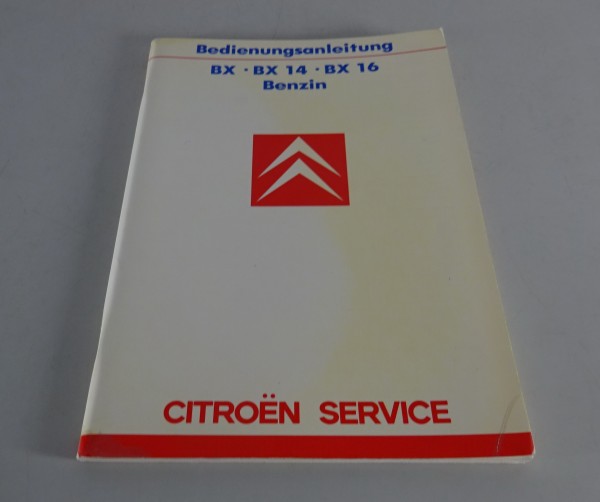 Bedienungsanleitung
BX · BX 14 · BX 16
Benzin
CITROËN SERVICE